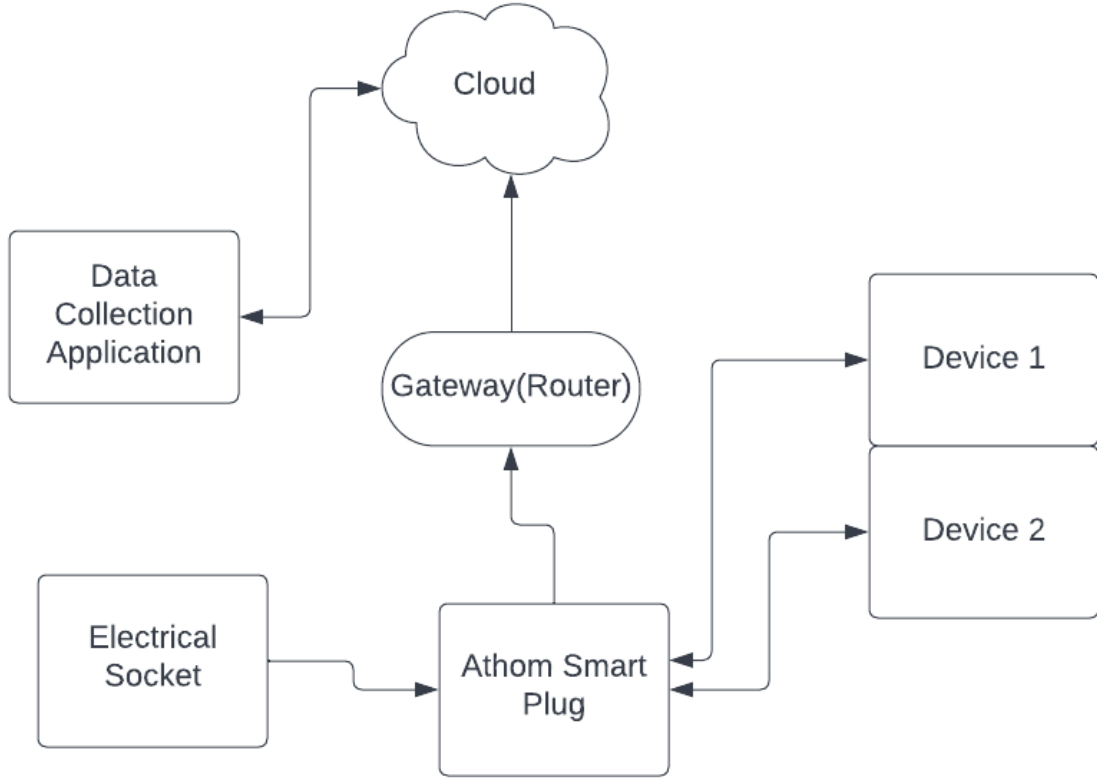 Cloud
Data
Collection
Application
Gateway(Router)
Device 1
Device 2
Electrical
Socket
Athom Smart
Plug